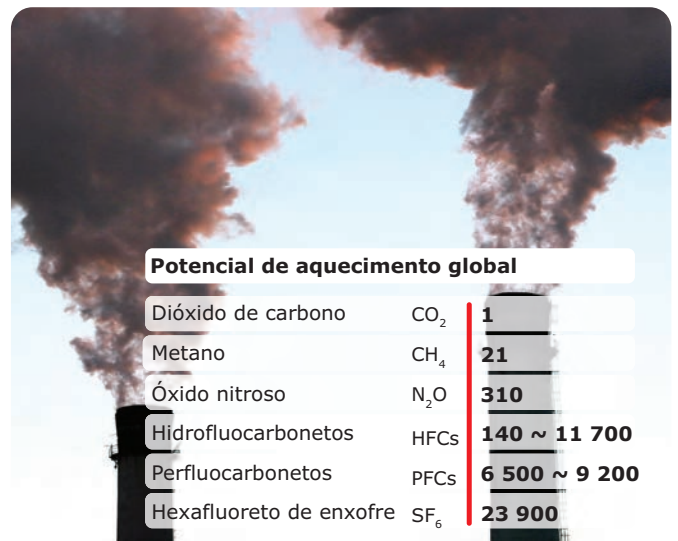 Potencial de aquecimento global
Dióxido de carbono CO₂ 1
Metano CH₄ 21
Óxido nitroso N₂O 310
Hidrofluocarbonetos HFCs 140 ~ 11 700
Perfluocarbonetos PFCs 6 500 ~ 9 200
Hexafluoreto de enxofre SF₆ 23 900